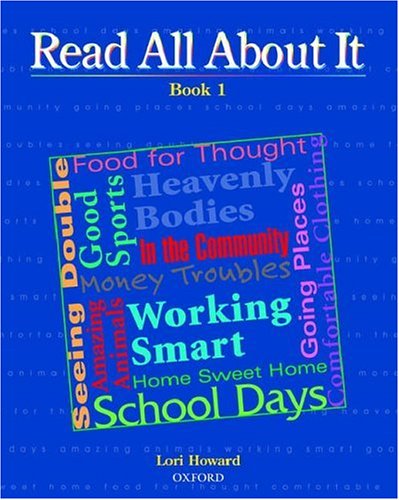 Read All About It
Book 1
Food for Thought
Seeing Double
Good
Sports
Heavenly
Bodies
In the Community
Money Troubles
Amazing
Animals
Working
Smart
Going Places
Comfortable Clothing
Home Sweet Home
School Days
Lori Howard
OXFORD